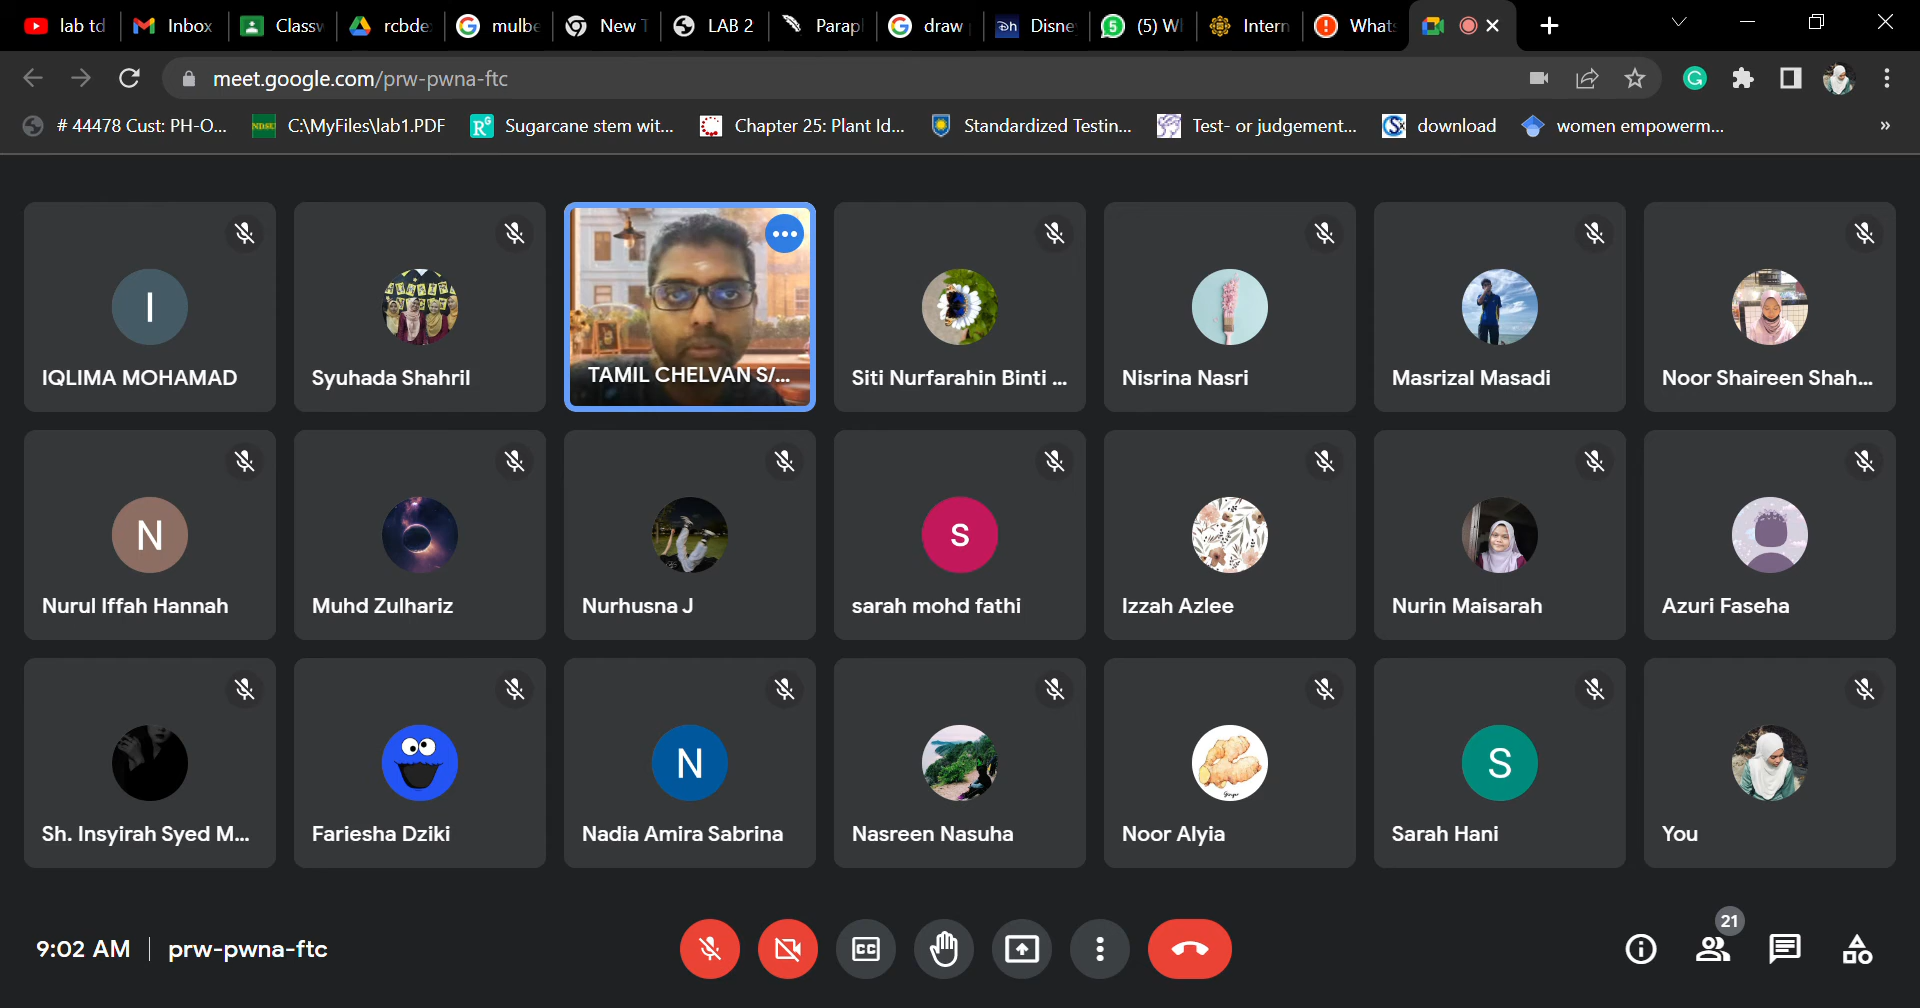 lab td
Inbox
Classw
rcbde
mulbe
New T
LAB 2
Parap
draw
Disne
(5) W
Intern
Whats
meet.google.com/prw-pwna-ftc
# 44478 Cust: PH-O...
NDSU
C:\MyFiles\lab1.PDF
Sugarcane stem wit...
Chapter 25: Plant Id...
Standardized Testin...
Test- or judgement...
download
women empowerm...
»
I
IQLIMA MOHAMAD
Syuhada Shahril
TAMIL CHELVAN S/...
Siti Nurfarahin Binti ...
Nisrina Nasri
Masrizal Masadi
Noor Shaireen Shah...
N
Nurul Iffah Hannah
Muhd Zulhariz
Nurhusna J
s
sarah mohd fathi
Izzah Azlee
Nurin Maisarah
Azuri Faseha
Sh. Insyirah Syed M...
Fariesha Dziki
N
Nadia Amira Sabrina
Nasreen Nasuha
Noor Alyia
S
Sarah Hani
You
9:02 AM
prw-pwna-ftc
CC
21